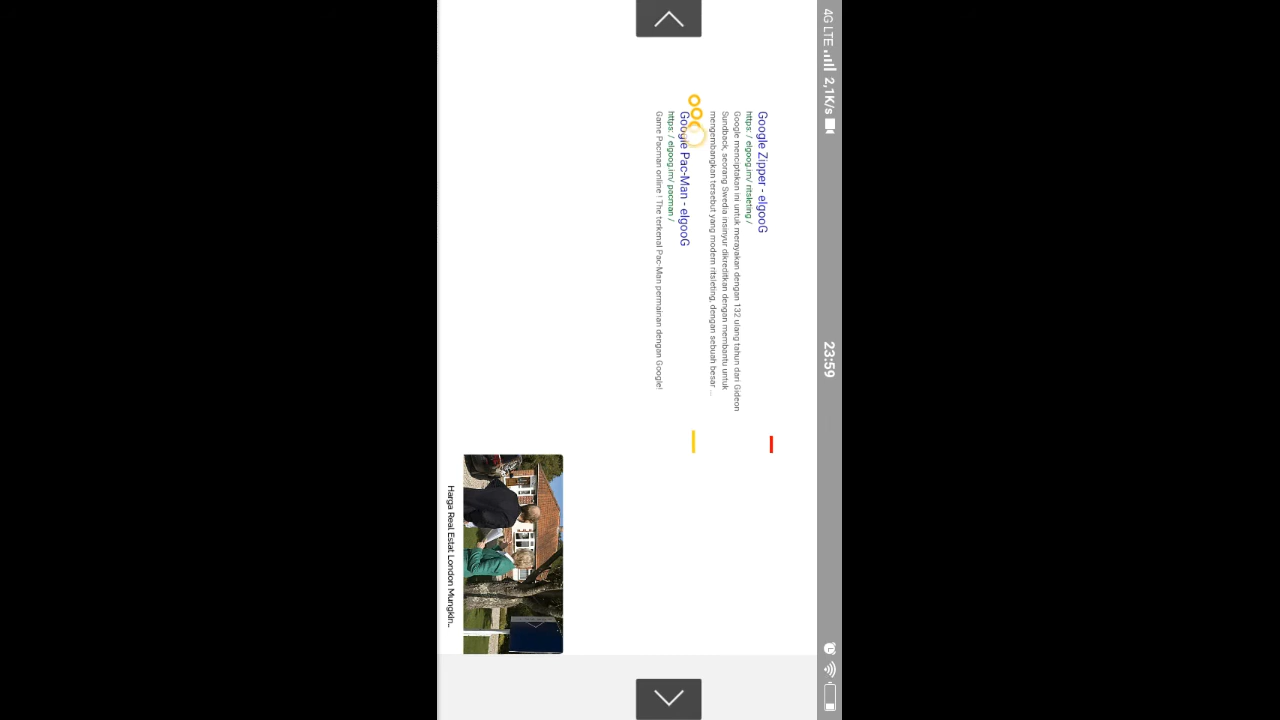 4G LTE 2,1K/s 23:59
Google Zipper - elgooG
https: / elgoog.im/ ritsleting /
Google menciptakan ini untuk merayakan dengan 132 ulang tahun dari Gideon
Sundback, seorang Swedia insinyur dikreditkan dengan membantu untuk
mengembangkan tersebut yang modern ritsleting, dengan sebuah besar ...
Google Pac-Man - elgooG
https: / elgoog.im/ pacman /
Game Pacman online ! The terkenal Pac-Man permainan dengan Google!
Harga Real Estat London Mungkin..